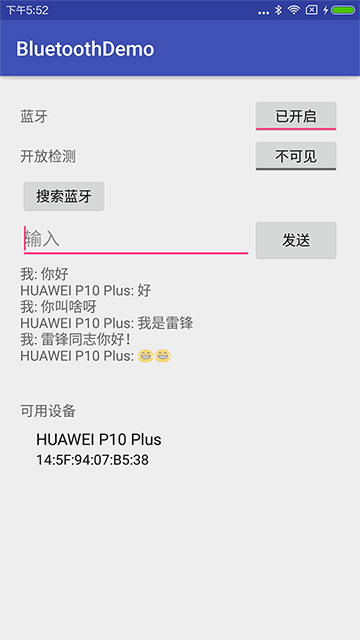 下午5:52
BluetoothDemo
蓝牙 已开启
开放检测 不可见
搜索蓝牙
输入 发送
我: 你好
HUAWEI P10 Plus: 好
我: 你叫啥呀
HUAWEI P10 Plus: 我是雷锋
我: 雷锋同志你好！
HUAWEI P10 Plus: 😂😂
可用设备
HUAWEI P10 Plus
14:5F:94:07:B5:38